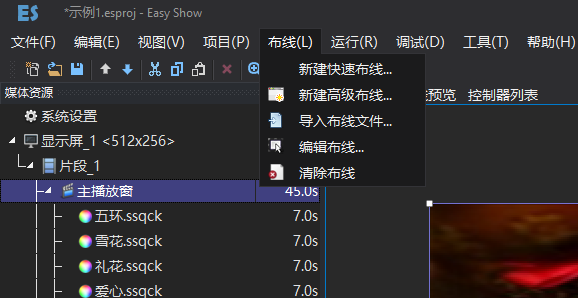 ES *示例1.esproj - Easy Show
文件(F) 编辑(E) 视图(V) 项目(P) 布线(L) 运行(R) 调试(D) 工具(T) 帮助(H)
新建快速布线...
新建高级布线...
导入布线文件...
编辑布线...
清除布线
媒体资源
预览 控制器列表
系统设置
显示屏_1 <512x256>
片段_1
主播放窗 45.0s
五环.ssqck 7.0s
雪花.ssqck 7.0s
礼花.ssqck 7.0s
爱心.ssqck 7.0s